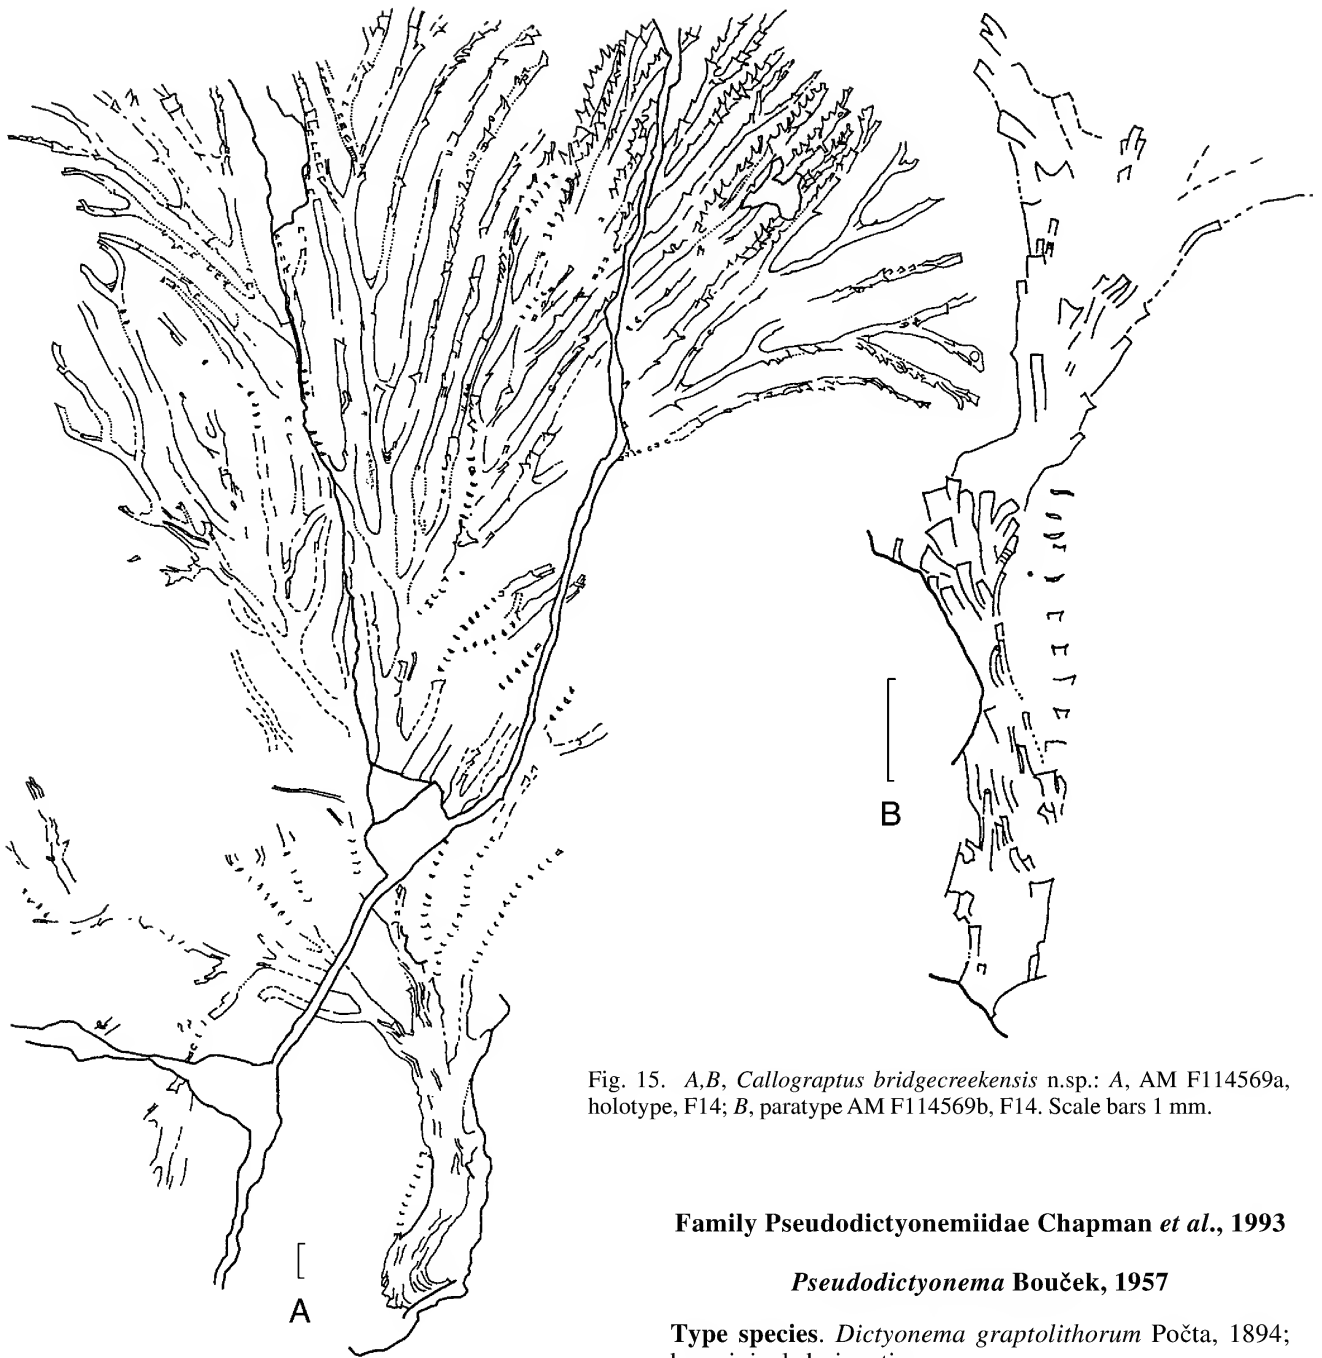 B
Fig. 15. A,B, Callograptus bridgecreekensis n.sp.: A, AM F114569a,
holotype, F14; B, paratype AM F114569b, F14. Scale bars 1 mm.
Family Pseudodictyonemiidae Chapman et al., 1993
Pseudodictyonema Bouček, 1957
A
Type species. Dictyonema graptolithorum Počta, 1894;